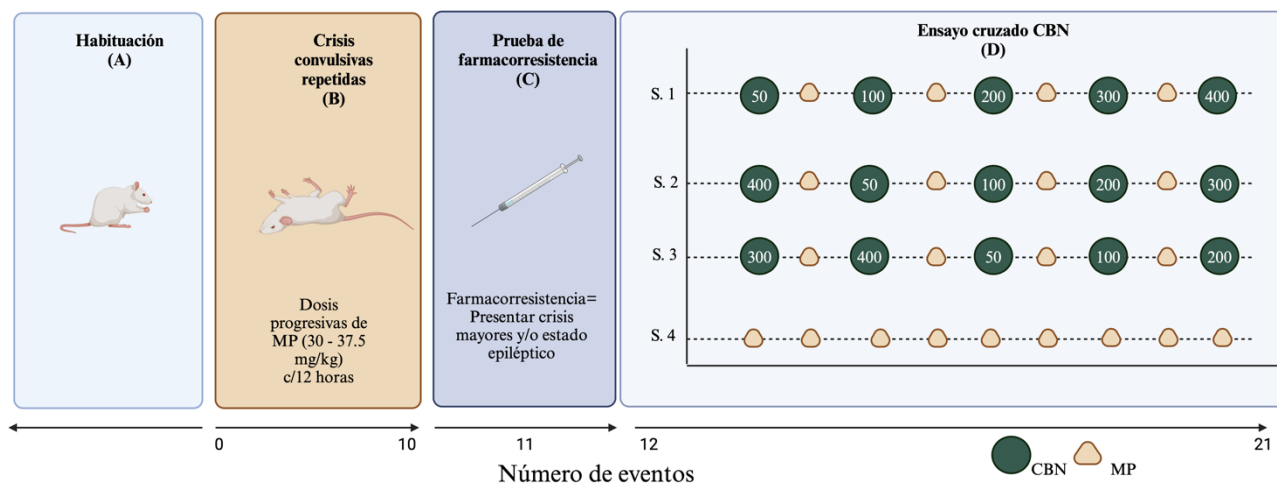 Habituación
(A)
Crisis
convulsivas
repetidas
(B)
Dosis
progresivas de
MP (30 - 37.5
mg/kg)
c/12 horas
Prueba de
farmacorresistencia
(C)
Farmacorresistencia=
Presentar crisis
mayores y/o estado
epiléptico
Ensayo cruzado CBN
(D)
S. 1 50 100 200 300 400
S. 2 400 50 100 200 300
S. 3 300 400 50 100 200
S. 4
0 10 11 12 21
Número de eventos
CBN MP